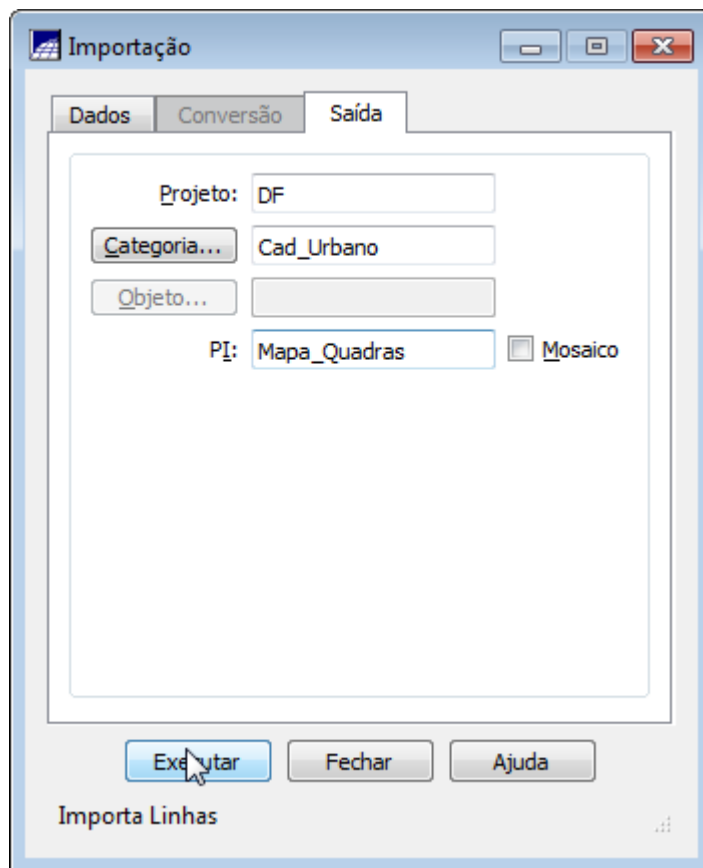 Importação
Dados Conversão Saída
Projeto: DF
Categoria... Cad_Urbano
Objeto...
PI: Mapa_Quadras Mosaico
Executar Fechar Ajuda
Importa Linhas